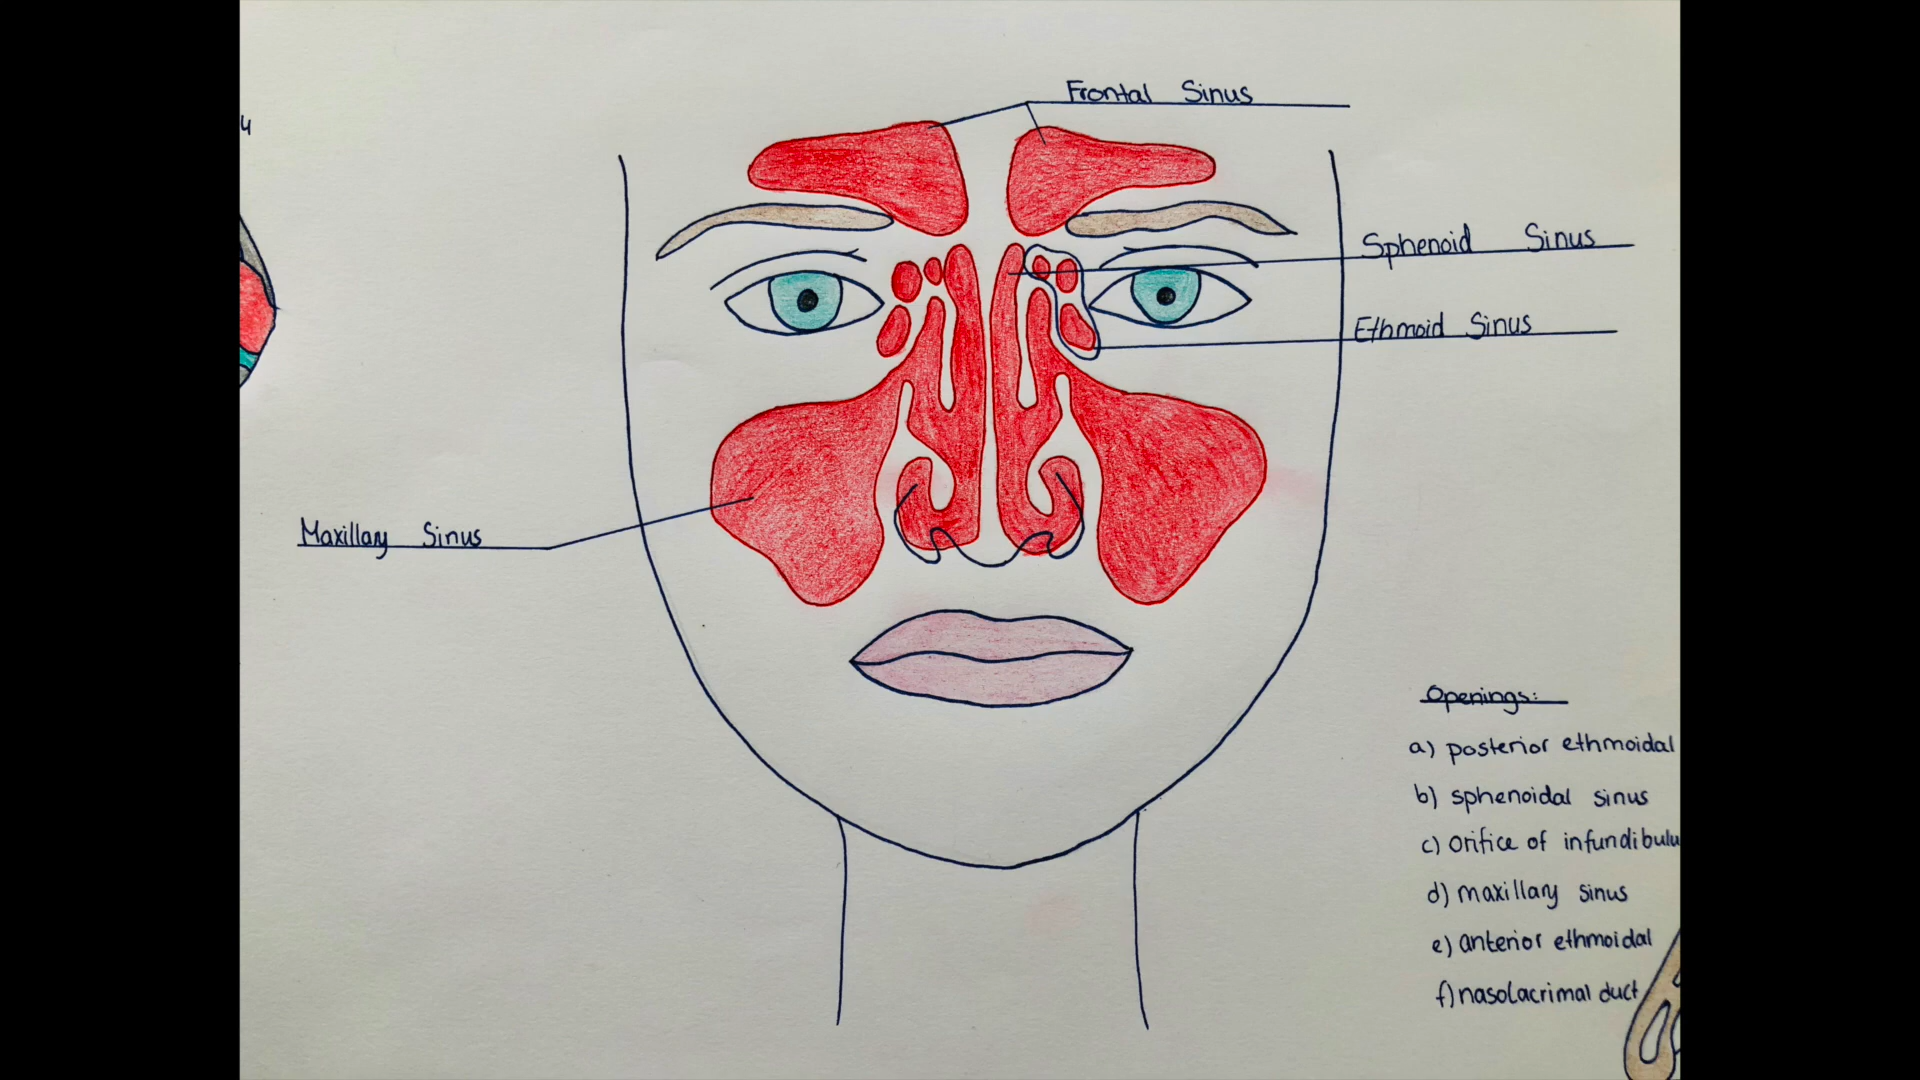 Frontal Sinus
Sphenoid Sinus
Ethmoid Sinus
Maxillary Sinus
Openings:
a) posterior ethmoidal
b) sphenoidal sinus
c) orifice of infundibulu
d) maxillary sinus
e) anterior ethmoidal
f) nasolacrimal duct